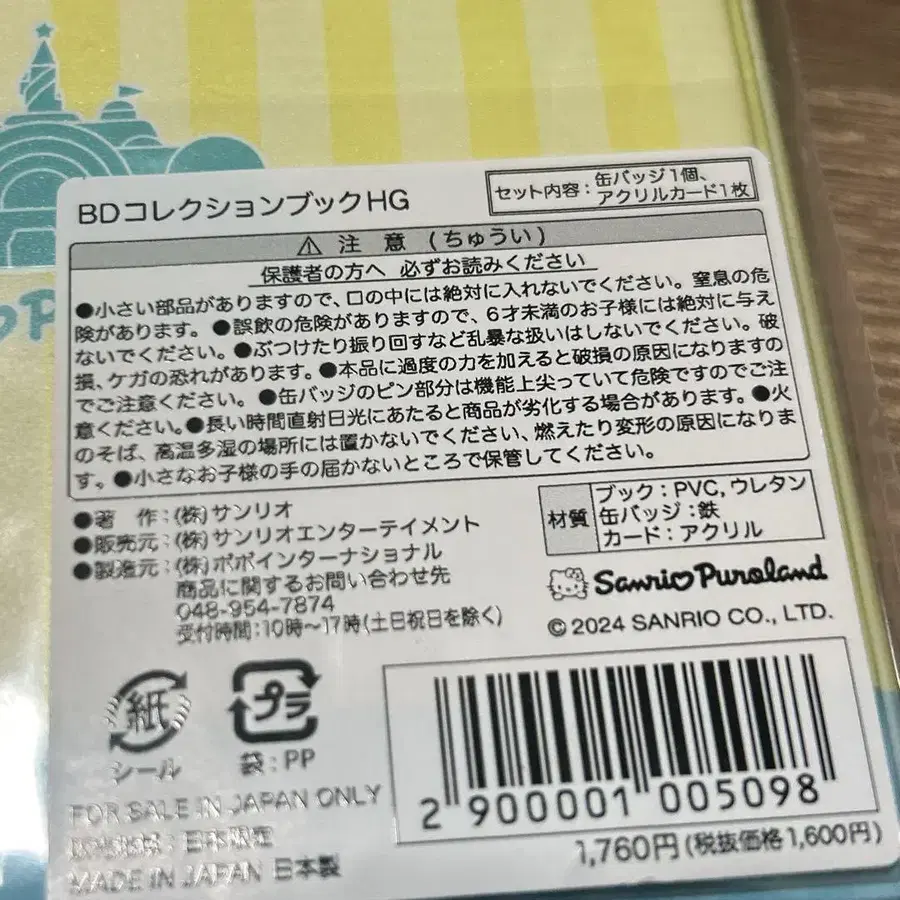 BDコレクションブックHG
セット内容：缶バッジ1個、
アクリルカード1枚
⚠ 注 意 (ちゅうい)
保護者の方へ 必ずお読みください
●小さい部品がありますので、口の中には絶対に入れないでください。窒息の危
険があります。●誤飲の危険がありますので、6才未満のお子様には絶対に与え
ないでください。●ぶつけたり振り回すなど乱暴な扱いはしないでください。破
損、ケガの恐れがあります。●本品に過度の力を加えると破損の原因になりますの
でご注意ください。●缶バッジのピン部分は機能上尖っていて危険ですのでご注
意ください。●長い時間直射日光にあたると商品が劣化する場合があります。●火
のそば、高温多湿の場所には置かないでください、燃えたり変形の原因になりま
す。●小さなお子様の手の届かないところで保管してください。
●著 作：(株)サンリオ
●販売元：(株)サンリオエンターテイメント
●製造元：(株)ポポインターナショナル
商品に関するお問い合わせ先
048-954-7874
受付時間：10時～17時(土日祝日を除く)
材質
ブック：PVC,ウレタン
缶バッジ：鉄
カード：アクリル
Sanrio Puroland
© 2024 SANRIO CO., LTD.
紙
シール
プラ
袋：PP
FOR SALE IN JAPAN ONLY
日本限定
MADE IN JAPAN 日本製
2 900001 005098
1,760円(税抜価格1,600円)